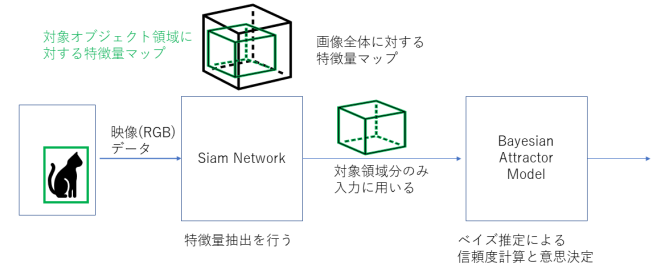 対象オブジェクト領域に
対する特徴量マップ
画像全体に対する
特徴量マップ
映像(RGB)
データ
Siam Network
対象領域分のみ
入力に用いる
Bayesian
Attractor
Model
特徴量抽出を行う
ベイズ推定による
信頼度計算と意思決定